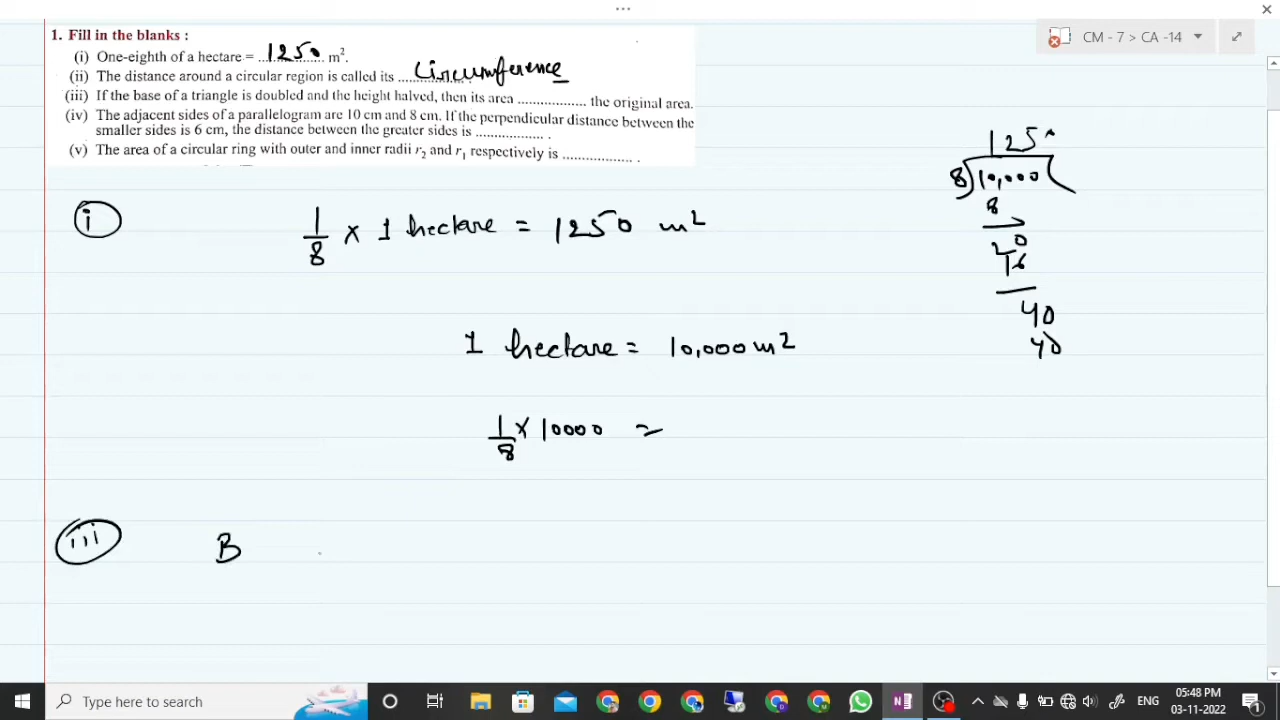 CM - 7 > CA -14
1. Fill in the blanks :
(i) One-eighth of a hectare = ...1250... m².
(ii) The distance around a circular region is called its ...Circumference
(iii) If the base of a triangle is doubled and the height halved, then its area ................. the original area.
(iv) The adjacent sides of a parallelogram are 10 cm and 8 cm. If the perpendicular distance between the
smaller sides is 6 cm, the distance between the greater sides is ................. .
(v) The area of a circular ring with outer and inner radii r₂ and r₁ respectively is ................. .
125
8)10,000(
8
20
16
40
40
i
1/8 × 1 hectare = 1250 m²
1 hectare = 10,000 m²
1/8 × 10000 =
iii B
Type here to search
ENG
05:48 PM
03-11-2022